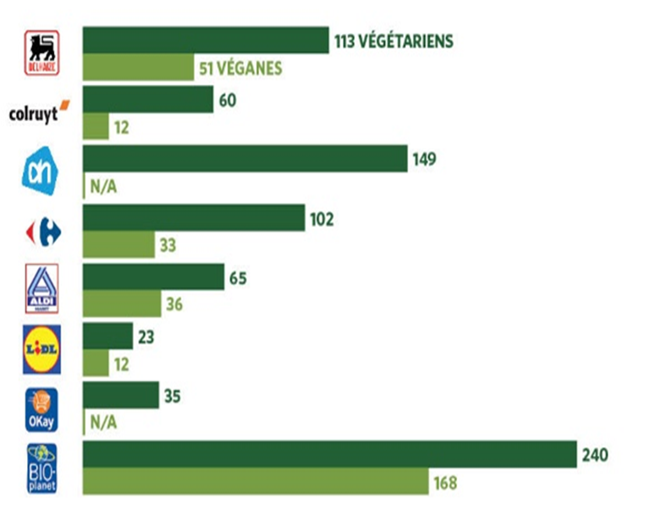 113 VÉGÉTARIENS
DELHAIZE
51 VÉGANES
colruyt
60
12
ah
149
N/A
102
33
65
ALDI
36
LiDL
23
12
35
OKay
N/A
240
BIO-
planet
168